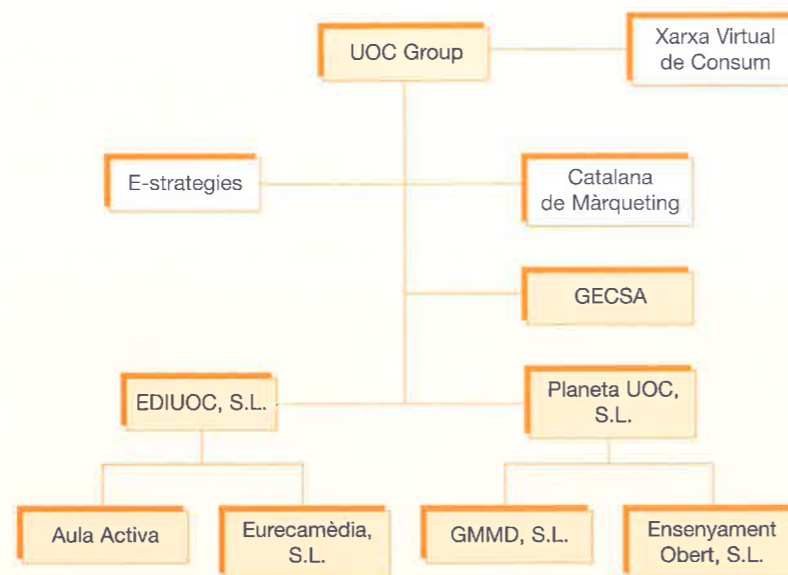 UOC Group
Xarxa Virtual
de Consum
E-strategies
Catalana
de Màrqueting
GECSA
EDIUOC, S.L.
Planeta UOC,
S.L.
Aula Activa
Eurecamèdia,
S.L.
GMMD, S.L.
Ensenyament
Obert, S.L.